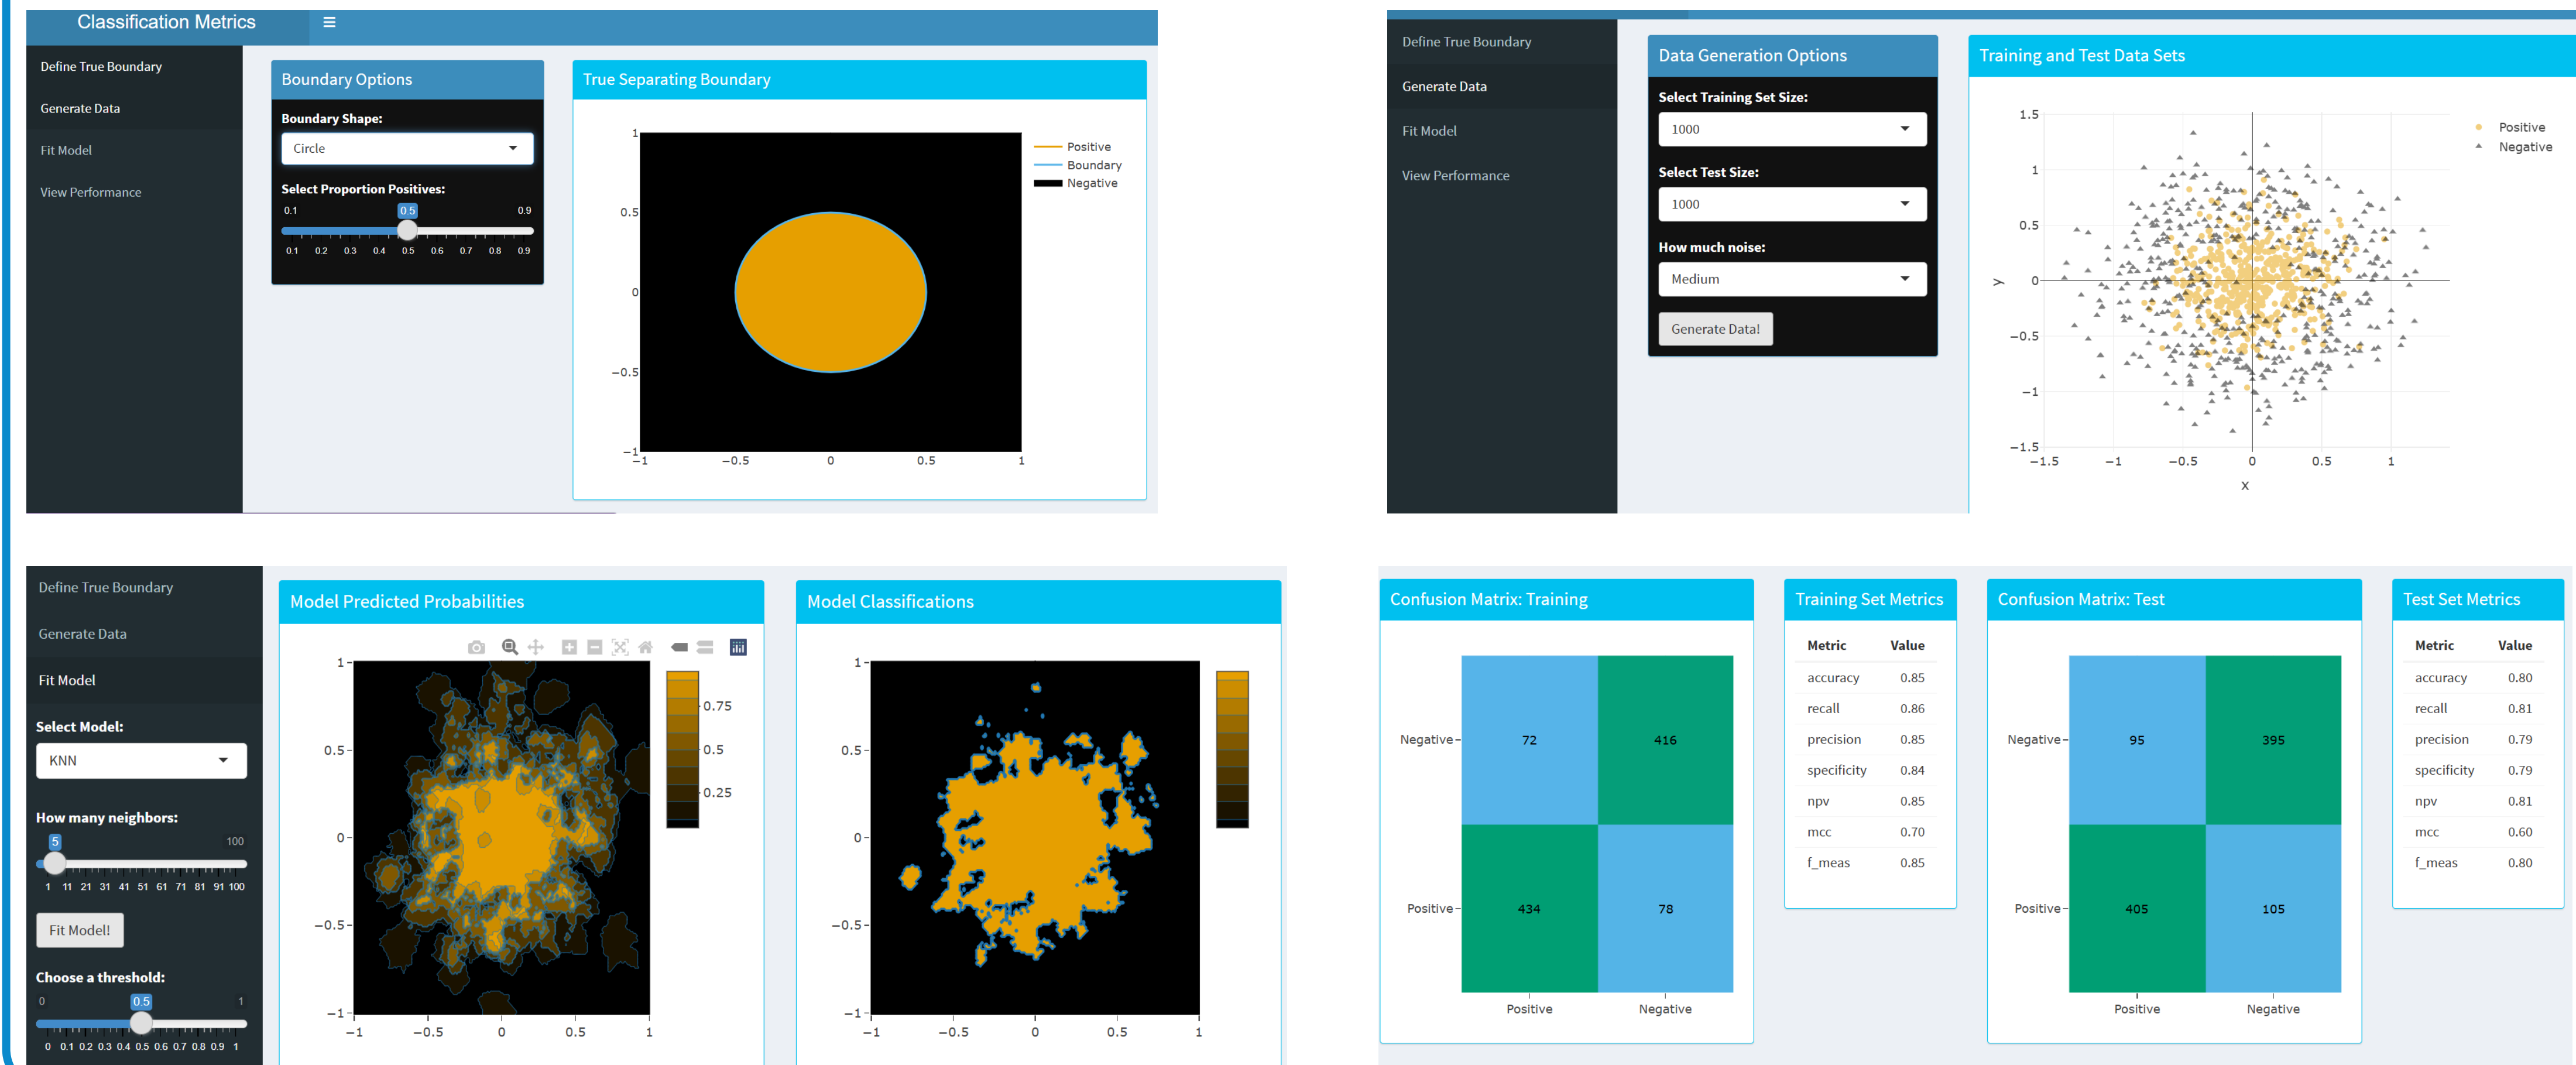 Classification Metrics
Define True Boundary
Generate Data
Fit Model
View Performance
Boundary Options
Boundary Shape:
Circle
Select Proportion Positives:
0.1 0.5 0.9
0.1 0.2 0.3 0.4 0.5 0.6 0.7 0.8 0.9
True Separating Boundary
1
0.5
0
−0.5
−1
−1 −0.5 0 0.5 1
Positive
Boundary
Negative
Define True Boundary
Generate Data
Fit Model
View Performance
Data Generation Options
Select Training Set Size:
1000
Select Test Size:
1000
How much noise:
Medium
Generate Data!
Training and Test Data Sets
1.5
1
0.5
0
−0.5
−1
−1.5
y
−1.5 −1 −0.5 0 0.5 1
x
Positive
Negative
Define True Boundary
Generate Data
Fit Model
Select Model:
KNN
How many neighbors:
5 100
1 11 21 31 41 51 61 71 81 91 100
Fit Model!
Choose a threshold:
0 0.5 1
0 0.1 0.2 0.3 0.4 0.5 0.6 0.7 0.8 0.9 1
Model Predicted Probabilities
1
0.5
0
−0.5
−1
−1 −0.5 0 0.5 1
0.75
0.5
0.25
Model Classifications
1
0.5
0
−0.5
−1
−1 −0.5 0 0.5 1
Confusion Matrix: Training
Negative 72 416
Positive 434 78
Positive Negative
Training Set Metrics
Metric Value
accuracy 0.85
recall 0.86
precision 0.85
specificity 0.84
npv 0.85
mcc 0.70
f_meas 0.85
Confusion Matrix: Test
Negative 95 395
Positive 405 105
Positive Negative
Test Set Metrics
Metric Value
accuracy 0.80
recall 0.81
precision 0.79
specificity 0.79
npv 0.81
mcc 0.60
f_meas 0.80